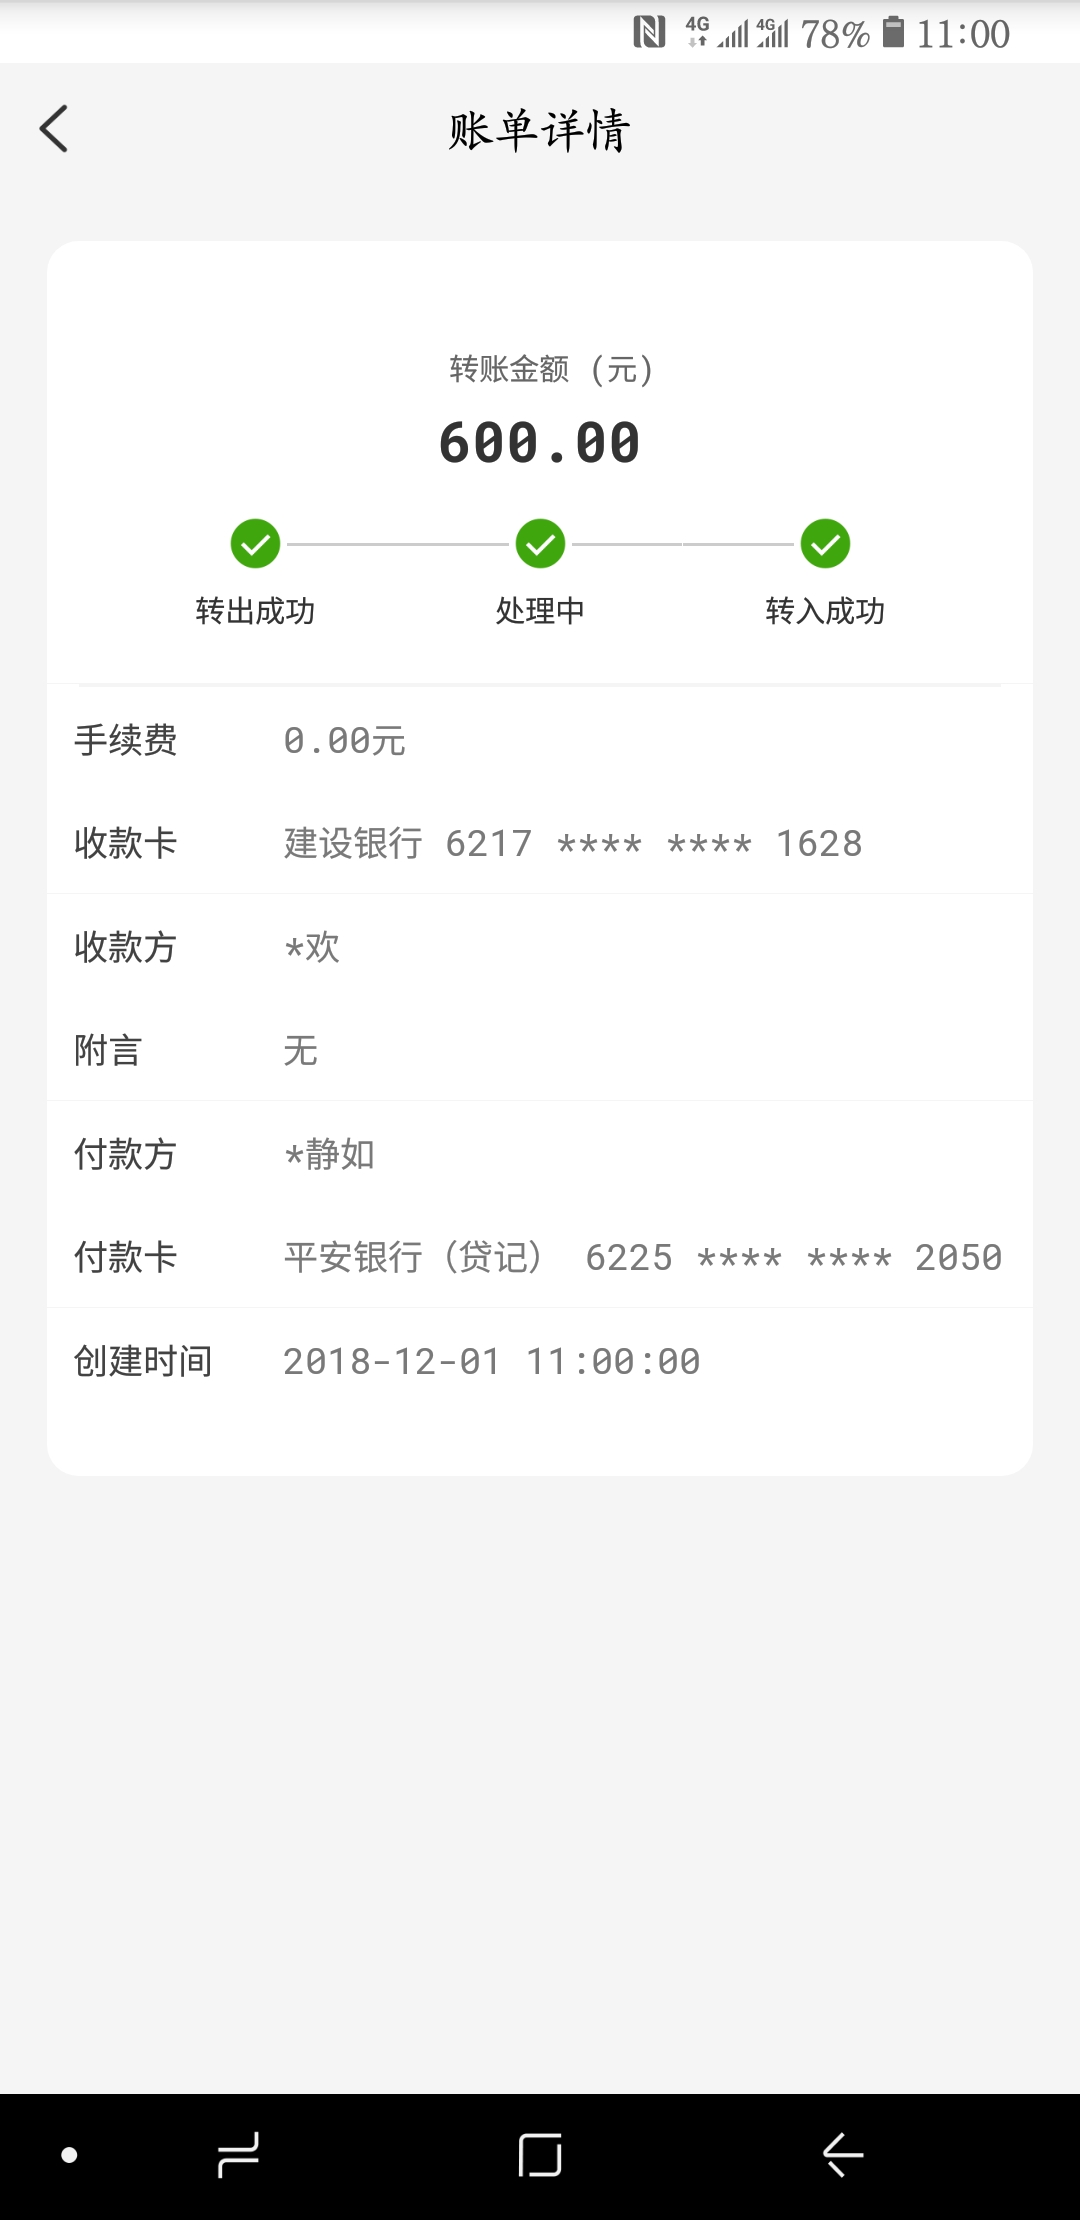 4G 4G 78% 11:00
账单详情
转账金额 (元)
600.00
转出成功 处理中 转入成功
手续费 0.00元
收款卡 建设银行 6217 **** **** 1628
收款方 *欢
附言 无
付款方 *静如
付款卡 平安银行（贷记） 6225 **** **** 2050
创建时间 2018-12-01 11:00:00